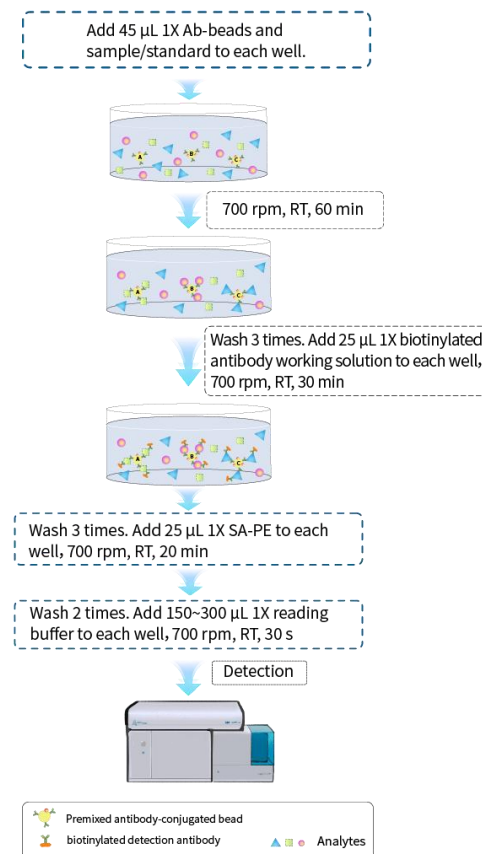 Add 45 µL 1X Ab-beads and
sample/standard to each well.
A
B
C
700 rpm, RT, 60 min
A
B
C
Wash 3 times. Add 25 µL 1X biotinylated
antibody working solution to each well,
700 rpm, RT, 30 min
A
B
C
Wash 3 times. Add 25 µL 1X SA-PE to each
well, 700 rpm, RT, 20 min
Wash 2 times. Add 150~300 µL 1X reading
buffer to each well, 700 rpm, RT, 30 s
Detection
Premixed antibody-conjugated bead
biotinylated detection antibody
Analytes